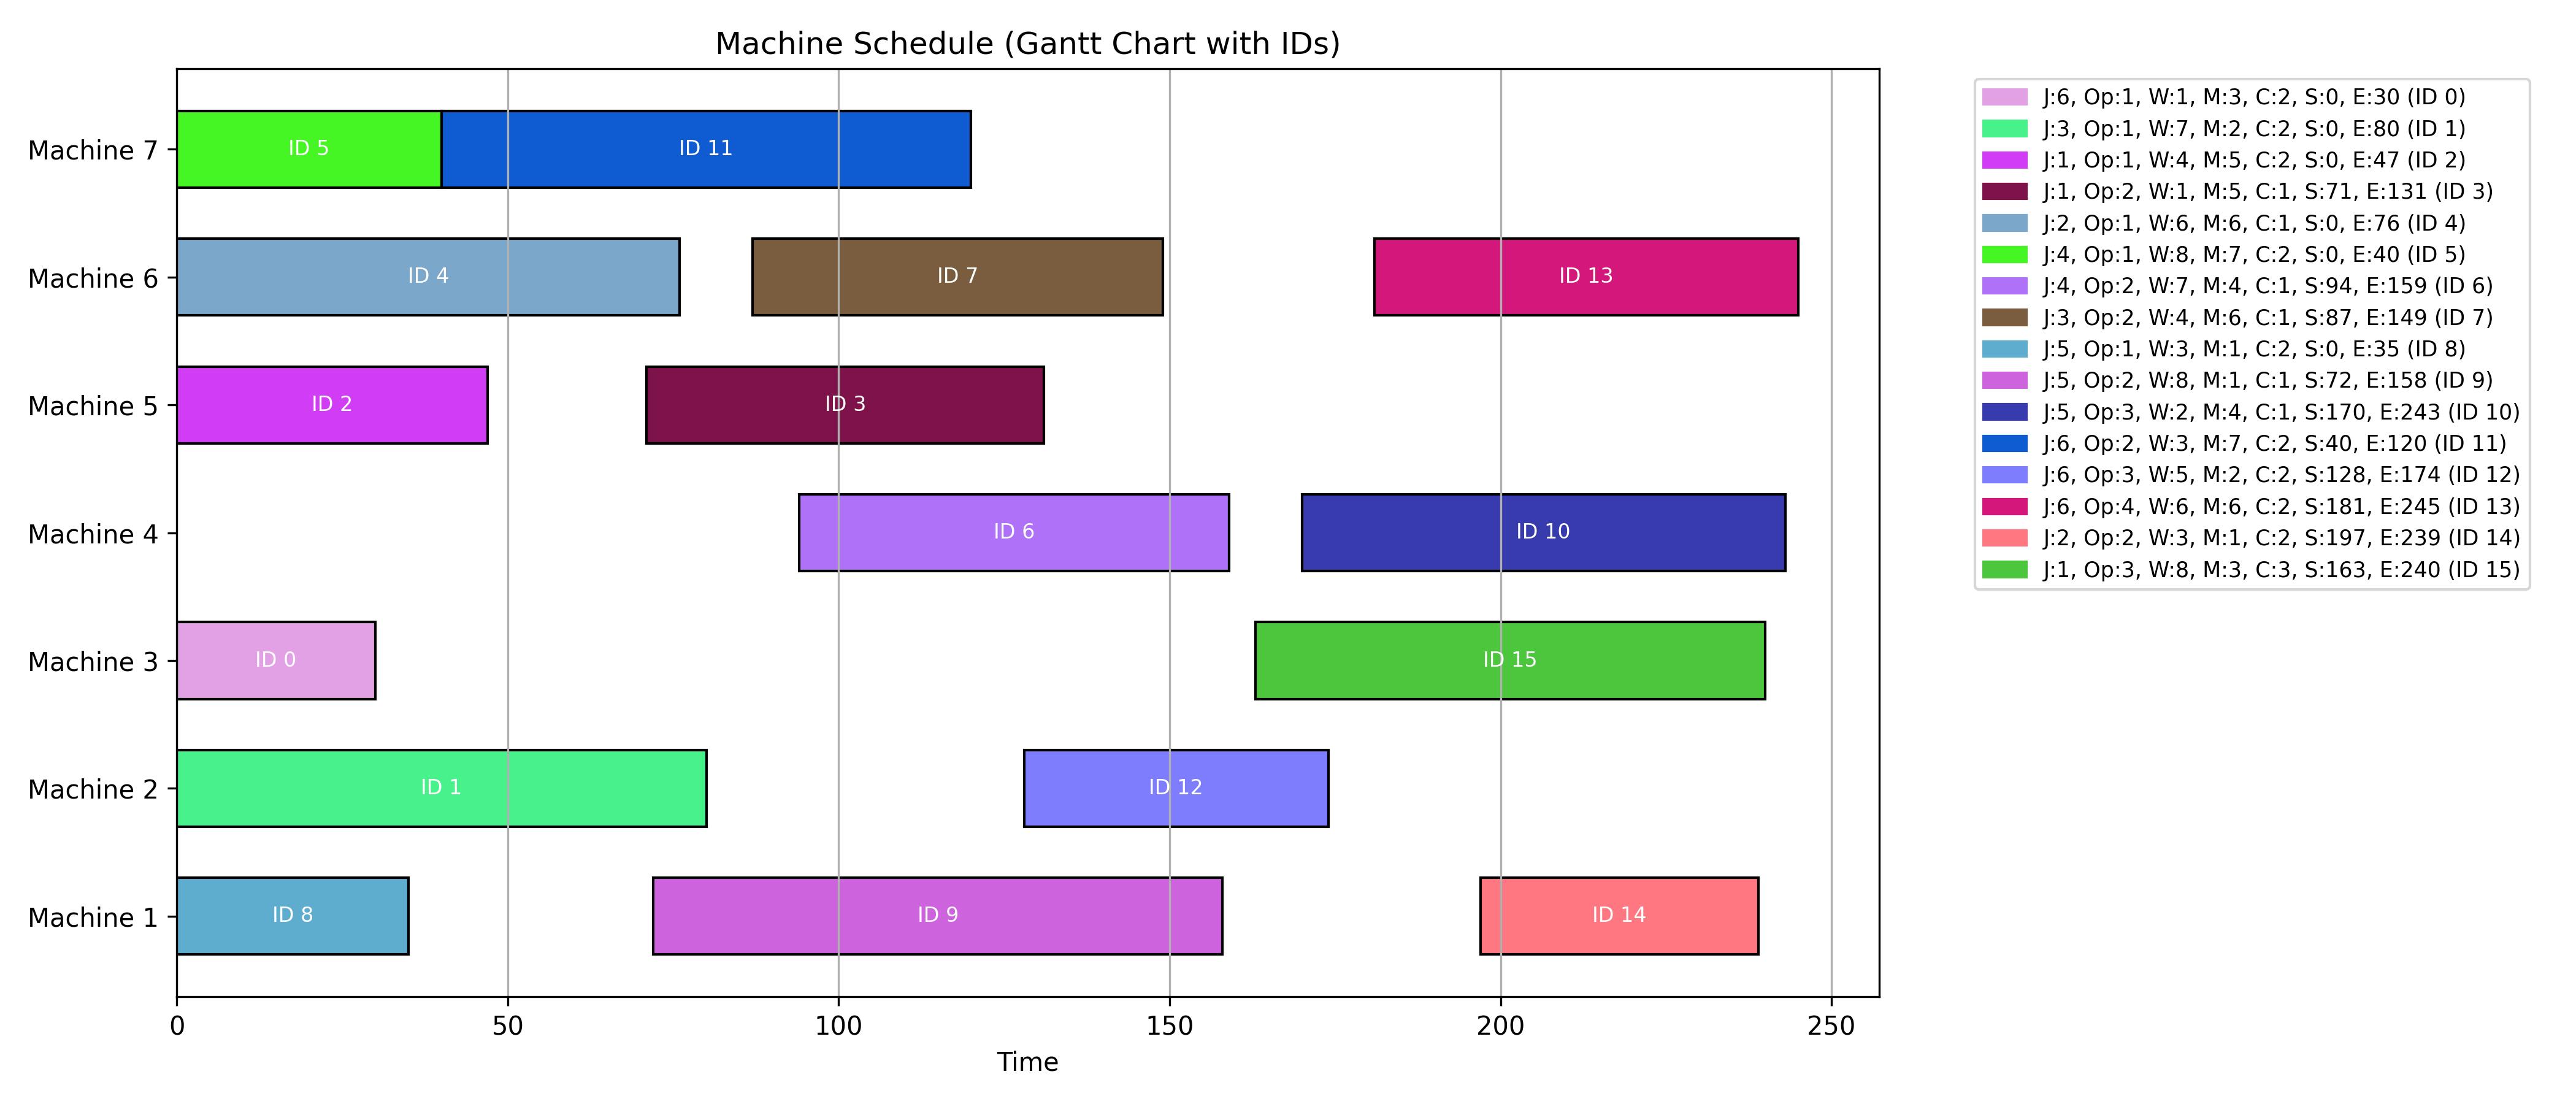 Machine Schedule (Gantt Chart with IDs)
Machine 7
ID 5
ID 11
Machine 6
ID 4
ID 7
ID 13
Machine 5
ID 2
ID 3
Machine 4
ID 6
ID 10
Machine 3
ID 0
ID 15
Machine 2
ID 1
ID 12
Machine 1
ID 8
ID 9
ID 14
0 50 100 150 200 250
Time
J:6, Op:1, W:1, M:3, C:2, S:0, E:30 (ID 0)
J:3, Op:1, W:7, M:2, C:2, S:0, E:80 (ID 1)
J:1, Op:1, W:4, M:5, C:2, S:0, E:47 (ID 2)
J:1, Op:2, W:1, M:5, C:1, S:71, E:131 (ID 3)
J:2, Op:1, W:6, M:6, C:1, S:0, E:76 (ID 4)
J:4, Op:1, W:8, M:7, C:2, S:0, E:40 (ID 5)
J:4, Op:2, W:7, M:4, C:1, S:94, E:159 (ID 6)
J:3, Op:2, W:4, M:6, C:1, S:87, E:149 (ID 7)
J:5, Op:1, W:3, M:1, C:2, S:0, E:35 (ID 8)
J:5, Op:2, W:8, M:1, C:1, S:72, E:158 (ID 9)
J:5, Op:3, W:2, M:4, C:1, S:170, E:243 (ID 10)
J:6, Op:2, W:3, M:7, C:2, S:40, E:120 (ID 11)
J:6, Op:3, W:5, M:2, C:2, S:128, E:174 (ID 12)
J:6, Op:4, W:6, M:6, C:2, S:181, E:245 (ID 13)
J:2, Op:2, W:3, M:1, C:2, S:197, E:239 (ID 14)
J:1, Op:3, W:8, M:3, C:3, S:163, E:240 (ID 15)